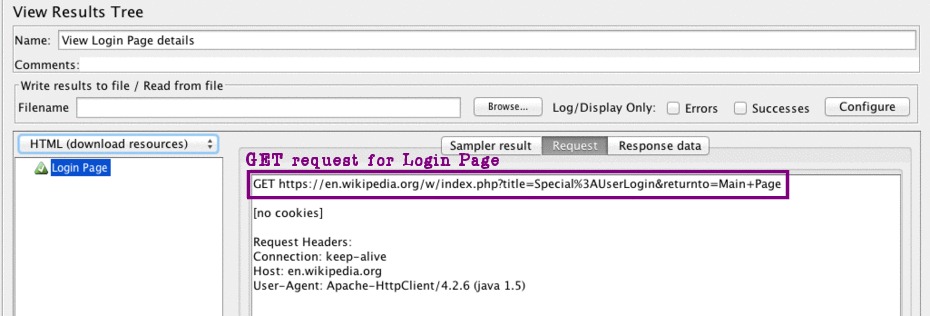 View Results Tree
Name: View Login Page details
Comments:
Write results to file / Read from file
Filename Browse... Log/Display Only: Errors Successes Configure
HTML (download resources) Sampler result Request Response data
Login Page
GET request for Login Page
GET https://en.wikipedia.org/w/index.php?title=Special%3AUserLogin&returnto=Main+Page
[no cookies]
Request Headers:
Connection: keep-alive
Host: en.wikipedia.org
User-Agent: Apache-HttpClient/4.2.6 (java 1.5)